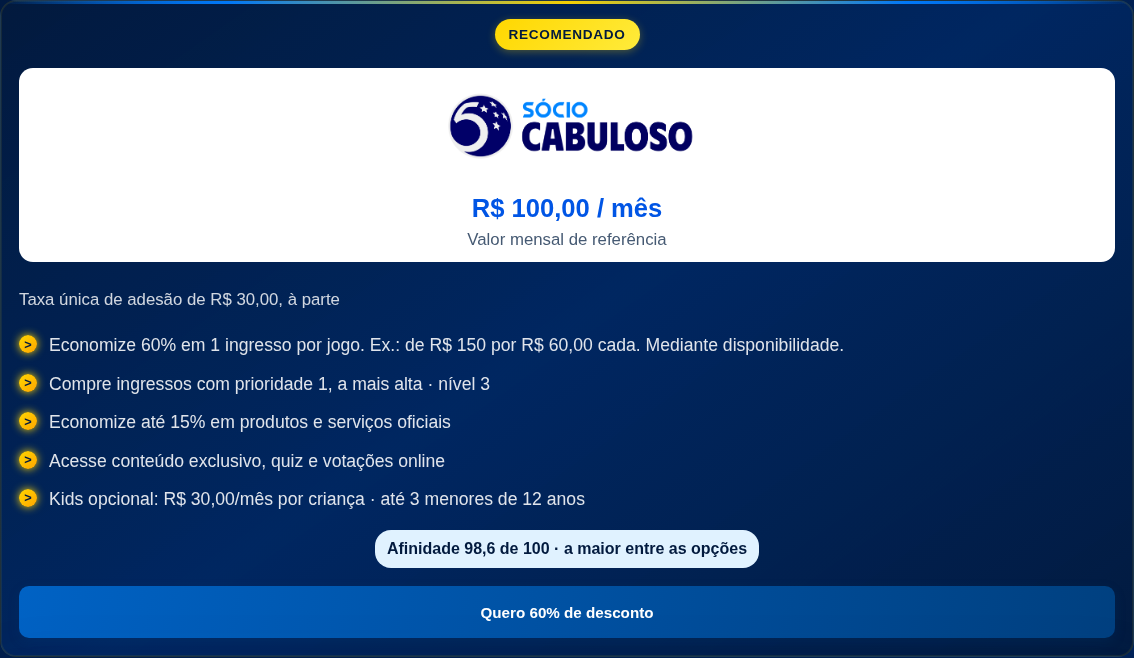 RECOMENDADO
SÓCIO
CABULOSO
R$ 100,00 / mês
Valor mensal de referência
Taxa única de adesão de R$ 30,00, à parte
> Economize 60% em 1 ingresso por jogo. Ex.: de R$ 150 por R$ 60,00 cada. Mediante disponibilidade.
> Compre ingressos com prioridade 1, a mais alta · nível 3
> Economize até 15% em produtos e serviços oficiais
> Acesse conteúdo exclusivo, quiz e votações online
> Kids opcional: R$ 30,00/mês por criança · até 3 menores de 12 anos
Afinidade 98,6 de 100 · a maior entre as opções
Quero 60% de desconto